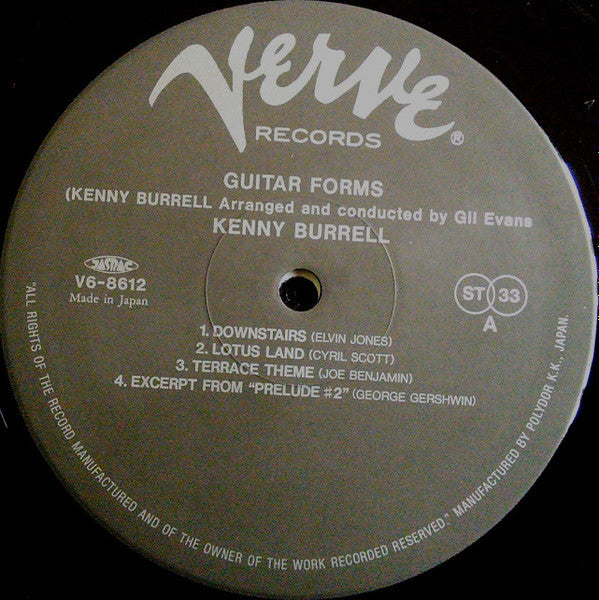 VERVE
RECORDS ®
GUITAR FORMS
(KENNY BURRELL Arranged and conducted by Gil Evans
KENNY BURRELL
JASRAC
V6-8612
Made in Japan
ST 33
A
1. DOWNSTAIRS (ELVIN JONES)
2. LOTUS LAND (CYRIL SCOTT)
3. TERRACE THEME (JOE BENJAMIN)
4. EXCERPT FROM "PRELUDE #2" (GEORGE GERSHWIN)
"ALL RIGHTS OF THE RECORD MANUFACTURED AND OF THE OWNER OF THE WORK RECORDED RESERVED." MANUFACTURED BY POLYDOR K.K., JAPAN.